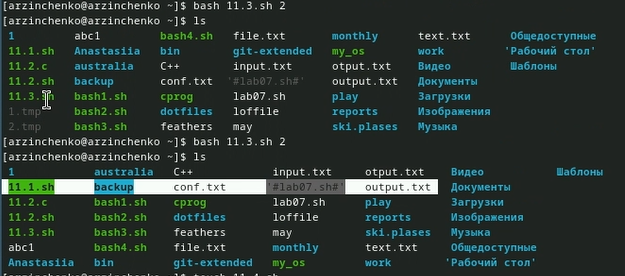 [arzinchenko@arzinchenko ~]$ bash 11.3.sh 2
[arzinchenko@arzinchenko ~]$ ls
1 abc1 bash4.sh file.txt monthly text.txt Общедоступные
11.1.sh Anastasiia bin git-extended my_os work 'Рабочий стол'
11.2.c australia C++ input.txt otput.txt Видео Шаблоны
11.2.sh backup conf.txt '#lab07.sh#' output.txt Документы
11.3.sh bash1.sh cprog lab07.sh play Загрузки
1.tmp bash2.sh dotfiles loffile reports Изображения
2.tmp bash3.sh feathers may ski.plases Музыка
[arzinchenko@arzinchenko ~]$ bash 11.3.sh 2
[arzinchenko@arzinchenko ~]$ ls
1 australia C++ input.txt otput.txt Видео Шаблоны
11.1.sh backup conf.txt '#lab07.sh#' output.txt Документы
11.2.c bash1.sh cprog lab07.sh play Загрузки
11.2.sh bash2.sh dotfiles loffile reports Изображения
11.3.sh bash3.sh feathers may ski.plases Музыка
abc1 bash4.sh file.txt monthly text.txt Общедоступные
Anastasiia bin git-extended my_os work 'Рабочий стол'